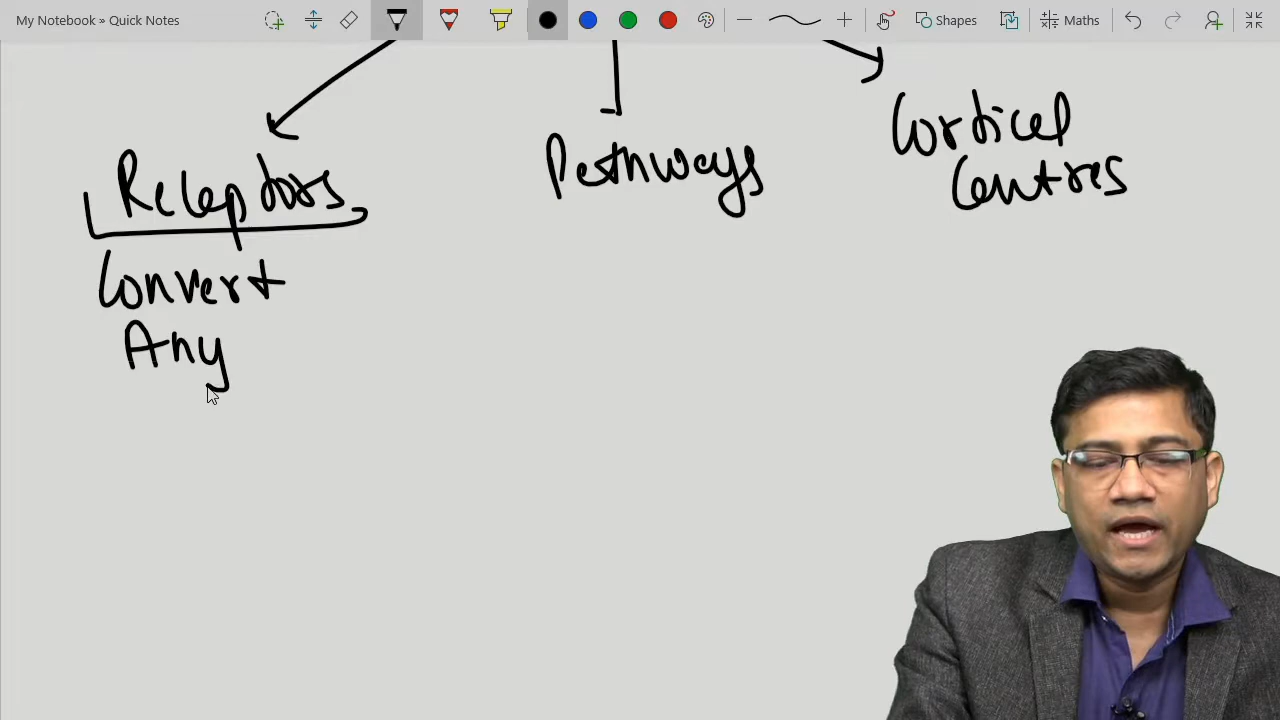 My Notebook » Quick Notes
Shapes
Maths
Receptors
Pathways
Cortical
Centres
Convert
Any